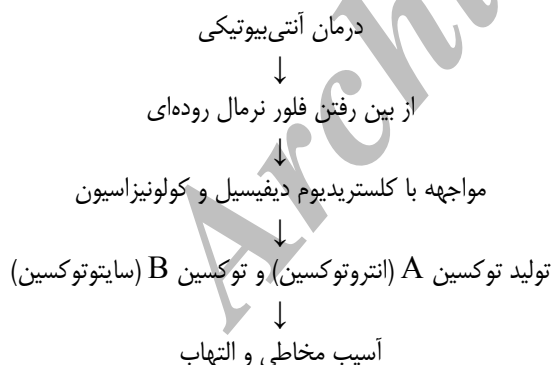 درمان آنتی‌بیوتیکی
↓
از بین رفتن فلور نرمال روده‌ای
↓
مواجهه با کلستریدیوم دیفیسیل و کولونیزاسیون
↓
تولید توکسین A (انتروتوکسین) و توکسین B (سایتوتوکسین)
↓
آسیب مخاطی و التهاب